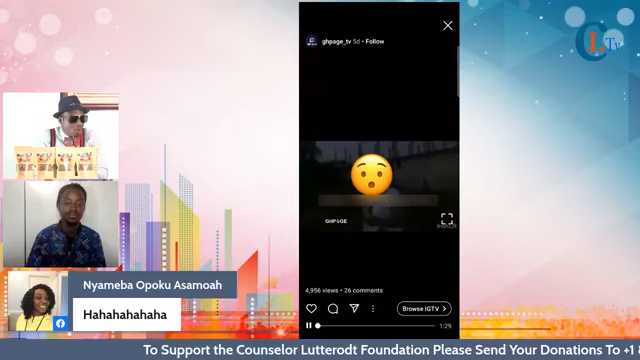 CLTv
ghpage_tv 5d • Follow
GHPAGE
4,956 views • 26 comments
Browse IGTV >
1:29
Nyameba Opoku Asamoah
Hahahahahaha
To Support the Counselor Lutterodt Foundation Please Send Your Donations To +1